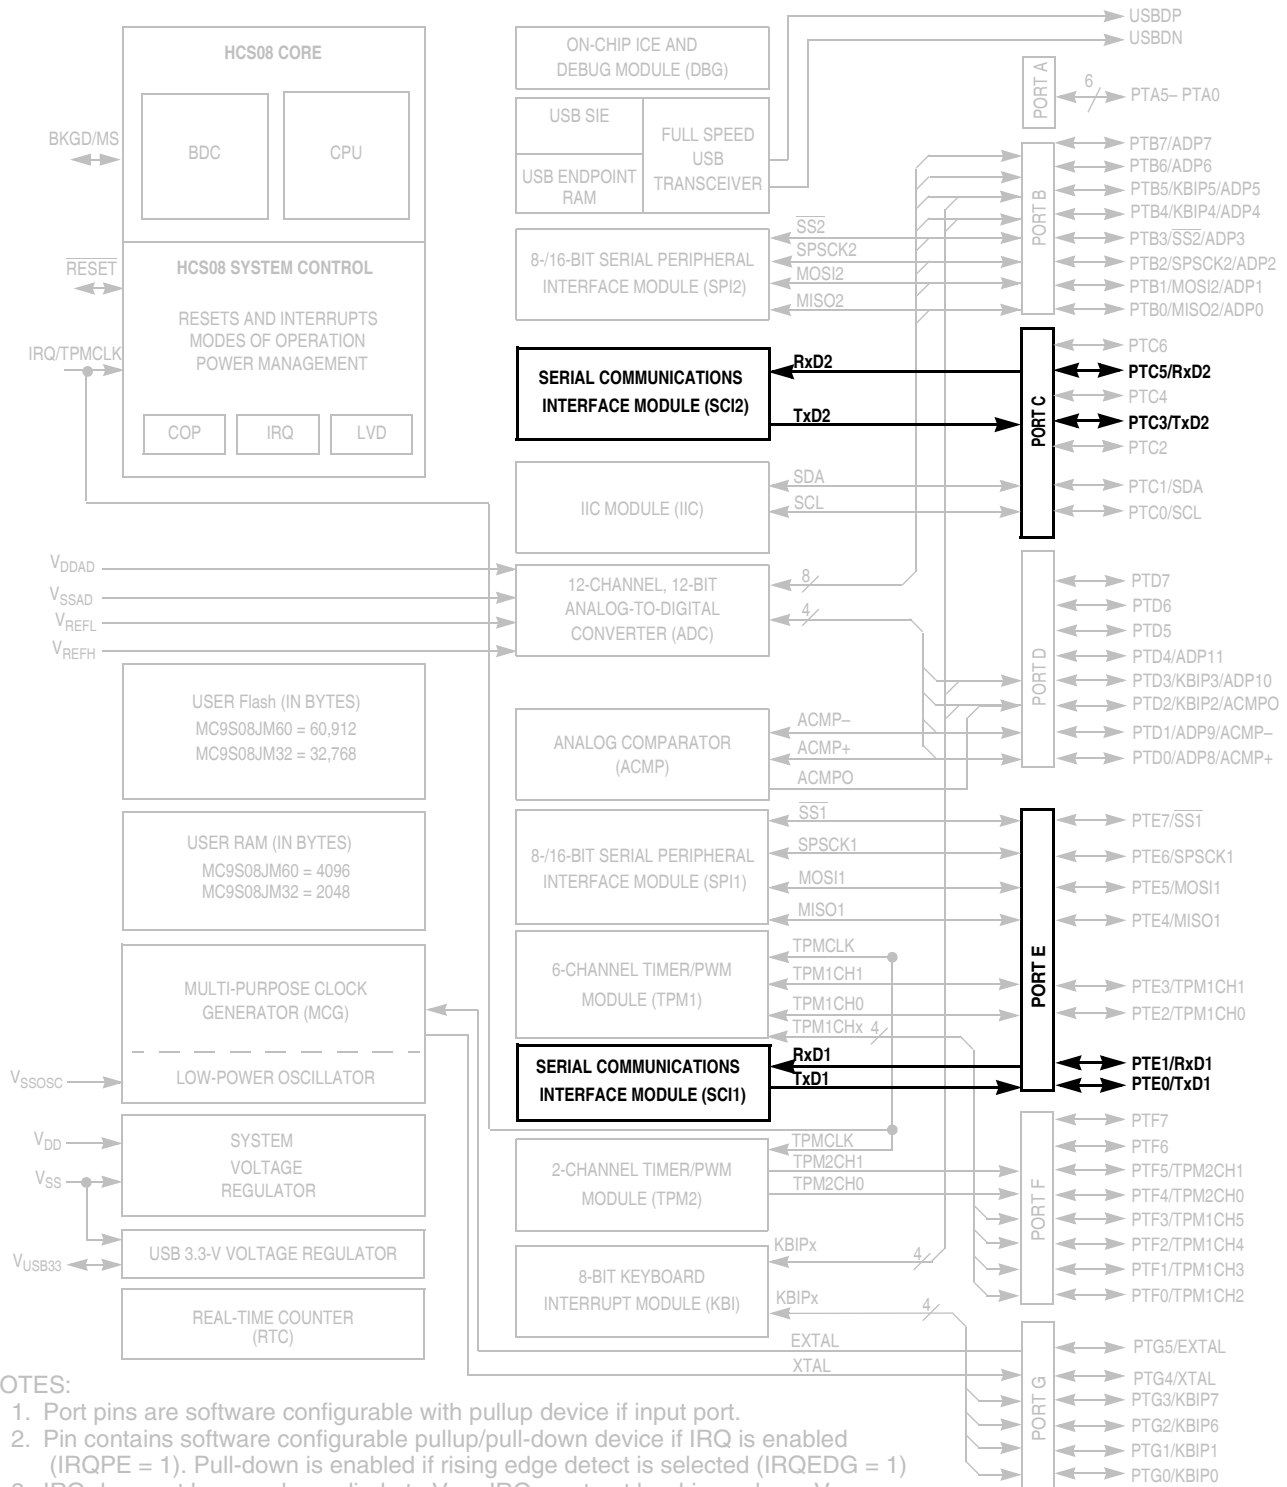 HCS08 CORE
BDC
CPU
BKGD/MS
HCS08 SYSTEM CONTROL
RESET
RESETS AND INTERRUPTS
MODES OF OPERATION
POWER MANAGEMENT
IRQ/TPMCLK
COP
IRQ
LVD
VDDAD
VSSAD
VREFL
VREFH
USER Flash (IN BYTES)
MC9S08JM60 = 60,912
MC9S08JM32 = 32,768
USER RAM (IN BYTES)
MC9S08JM60 = 4096
MC9S08JM32 = 2048
MULTI-PURPOSE CLOCK
GENERATOR (MCG)
LOW-POWER OSCILLATOR
VSSOSC
VDD
VSS
SYSTEM
VOLTAGE
REGULATOR
VUSB33
USB 3.3-V VOLTAGE REGULATOR
REAL-TIME COUNTER
(RTC)
ON-CHIP ICE AND
DEBUG MODULE (DBG)
USB SIE
USB ENDPOINT
RAM
FULL SPEED
USB
TRANSCEIVER
8-/16-BIT SERIAL PERIPHERAL
INTERFACE MODULE (SPI2)
SS2
SPSCK2
MOSI2
MISO2
SERIAL COMMUNICATIONS
INTERFACE MODULE (SCI2)
RxD2
TxD2
IIC MODULE (IIC)
SDA
SCL
12-CHANNEL, 12-BIT
ANALOG-TO-DIGITAL
CONVERTER (ADC)
8
4
ANALOG COMPARATOR
(ACMP)
ACMP–
ACMP+
ACMPO
8-/16-BIT SERIAL PERIPHERAL
INTERFACE MODULE (SPI1)
SS1
SPSCK1
MOSI1
MISO1
6-CHANNEL TIMER/PWM
MODULE (TPM1)
TPMCLK
TPM1CH1
TPM1CH0
TPM1CHx 4
SERIAL COMMUNICATIONS
INTERFACE MODULE (SCI1)
RxD1
TxD1
2-CHANNEL TIMER/PWM
MODULE (TPM2)
TPMCLK
TPM2CH1
TPM2CH0
8-BIT KEYBOARD
INTERRUPT MODULE (KBI)
KBIPx
4
KBIPx
4
EXTAL
XTAL
USBDP
USBDN
PORT A
6
PTA5– PTA0
PORT B
PTB7/ADP7
PTB6/ADP6
PTB5/KBIP5/ADP5
PTB4/KBIP4/ADP4
PTB3/SS2/ADP3
PTB2/SPSCK2/ADP2
PTB1/MOSI2/ADP1
PTB0/MISO2/ADP0
PORT C
PTC6
PTC5/RxD2
PTC4
PTC3/TxD2
PTC2
PTC1/SDA
PTC0/SCL
PORT D
PTD7
PTD6
PTD5
PTD4/ADP11
PTD3/KBIP3/ADP10
PTD2/KBIP2/ACMPO
PTD1/ADP9/ACMP–
PTD0/ADP8/ACMP+
PORT E
PTE7/SS1
PTE6/SPSCK1
PTE5/MOSI1
PTE4/MISO1
PTE3/TPM1CH1
PTE2/TPM1CH0
PTE1/RxD1
PTE0/TxD1
PORT F
PTF7
PTF6
PTF5/TPM2CH1
PTF4/TPM2CH0
PTF3/TPM1CH5
PTF2/TPM1CH4
PTF1/TPM1CH3
PTF0/TPM1CH2
PORT G
PTG5/EXTAL
PTG4/XTAL
PTG3/KBIP7
PTG2/KBIP6
PTG1/KBIP1
PTG0/KBIP0
OTES:
1. Port pins are software configurable with pullup device if input port.
2. Pin contains software configurable pullup/pull-down device if IRQ is enabled
(IRQPE = 1). Pull-down is enabled if rising edge detect is selected (IRQEDG = 1)